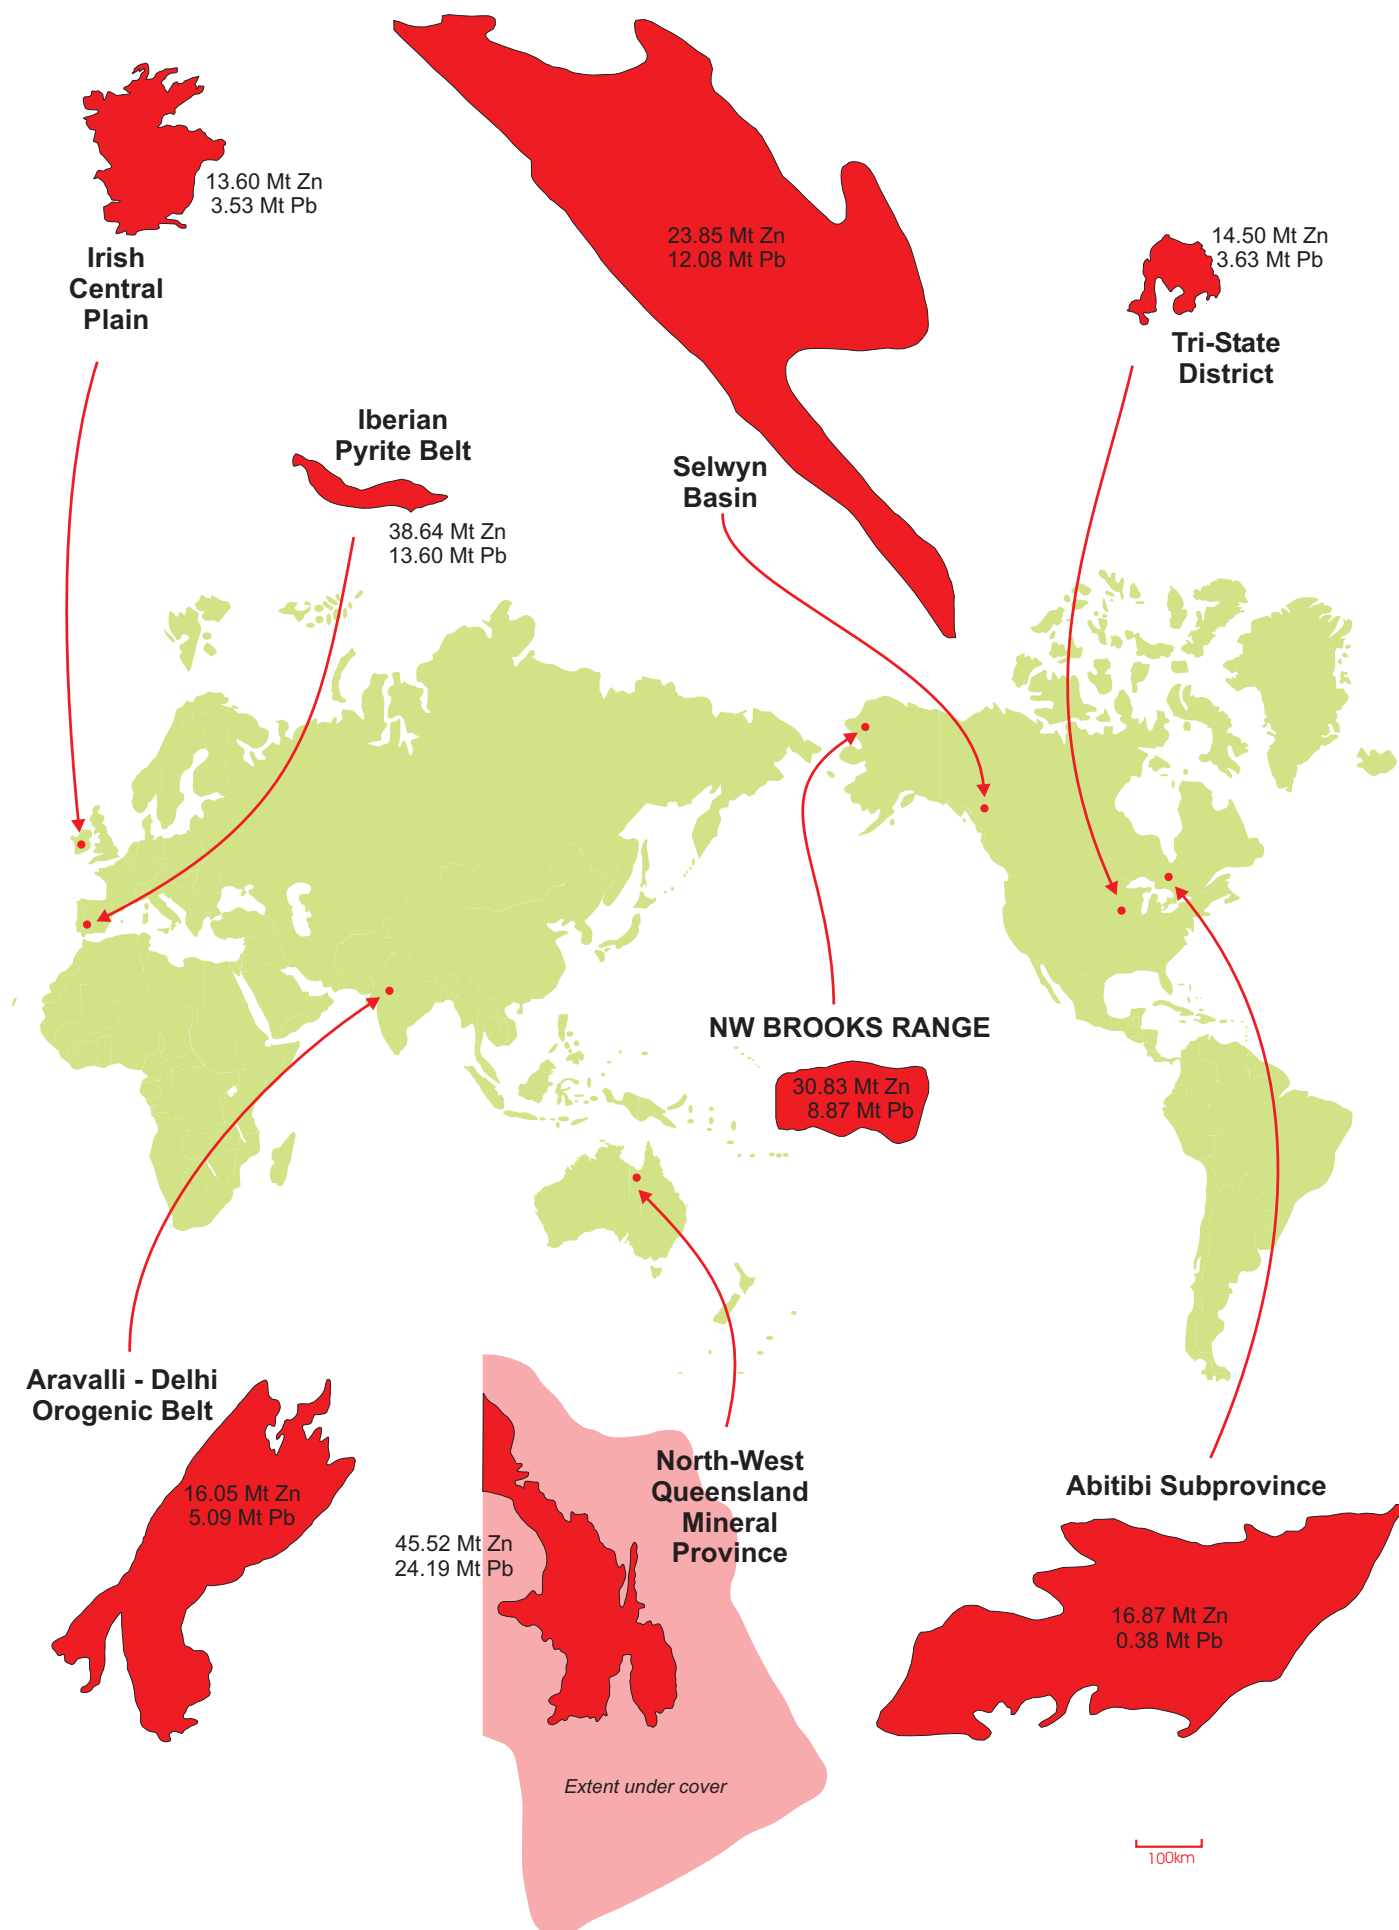 13.60 Mt Zn
3.53 Mt Pb
Irish
Central
Plain
23.85 Mt Zn
12.08 Mt Pb
14.50 Mt Zn
3.63 Mt Pb
Tri-State
District
Iberian
Pyrite Belt
38.64 Mt Zn
13.60 Mt Pb
Selwyn
Basin
NW BROOKS RANGE
30.83 Mt Zn
8.87 Mt Pb
Aravalli - Delhi
Orogenic Belt
16.05 Mt Zn
5.09 Mt Pb
North-West
Queensland
Mineral
Province
45.52 Mt Zn
24.19 Mt Pb
Extent under cover
Abitibi Subprovince
16.87 Mt Zn
0.38 Mt Pb
100km